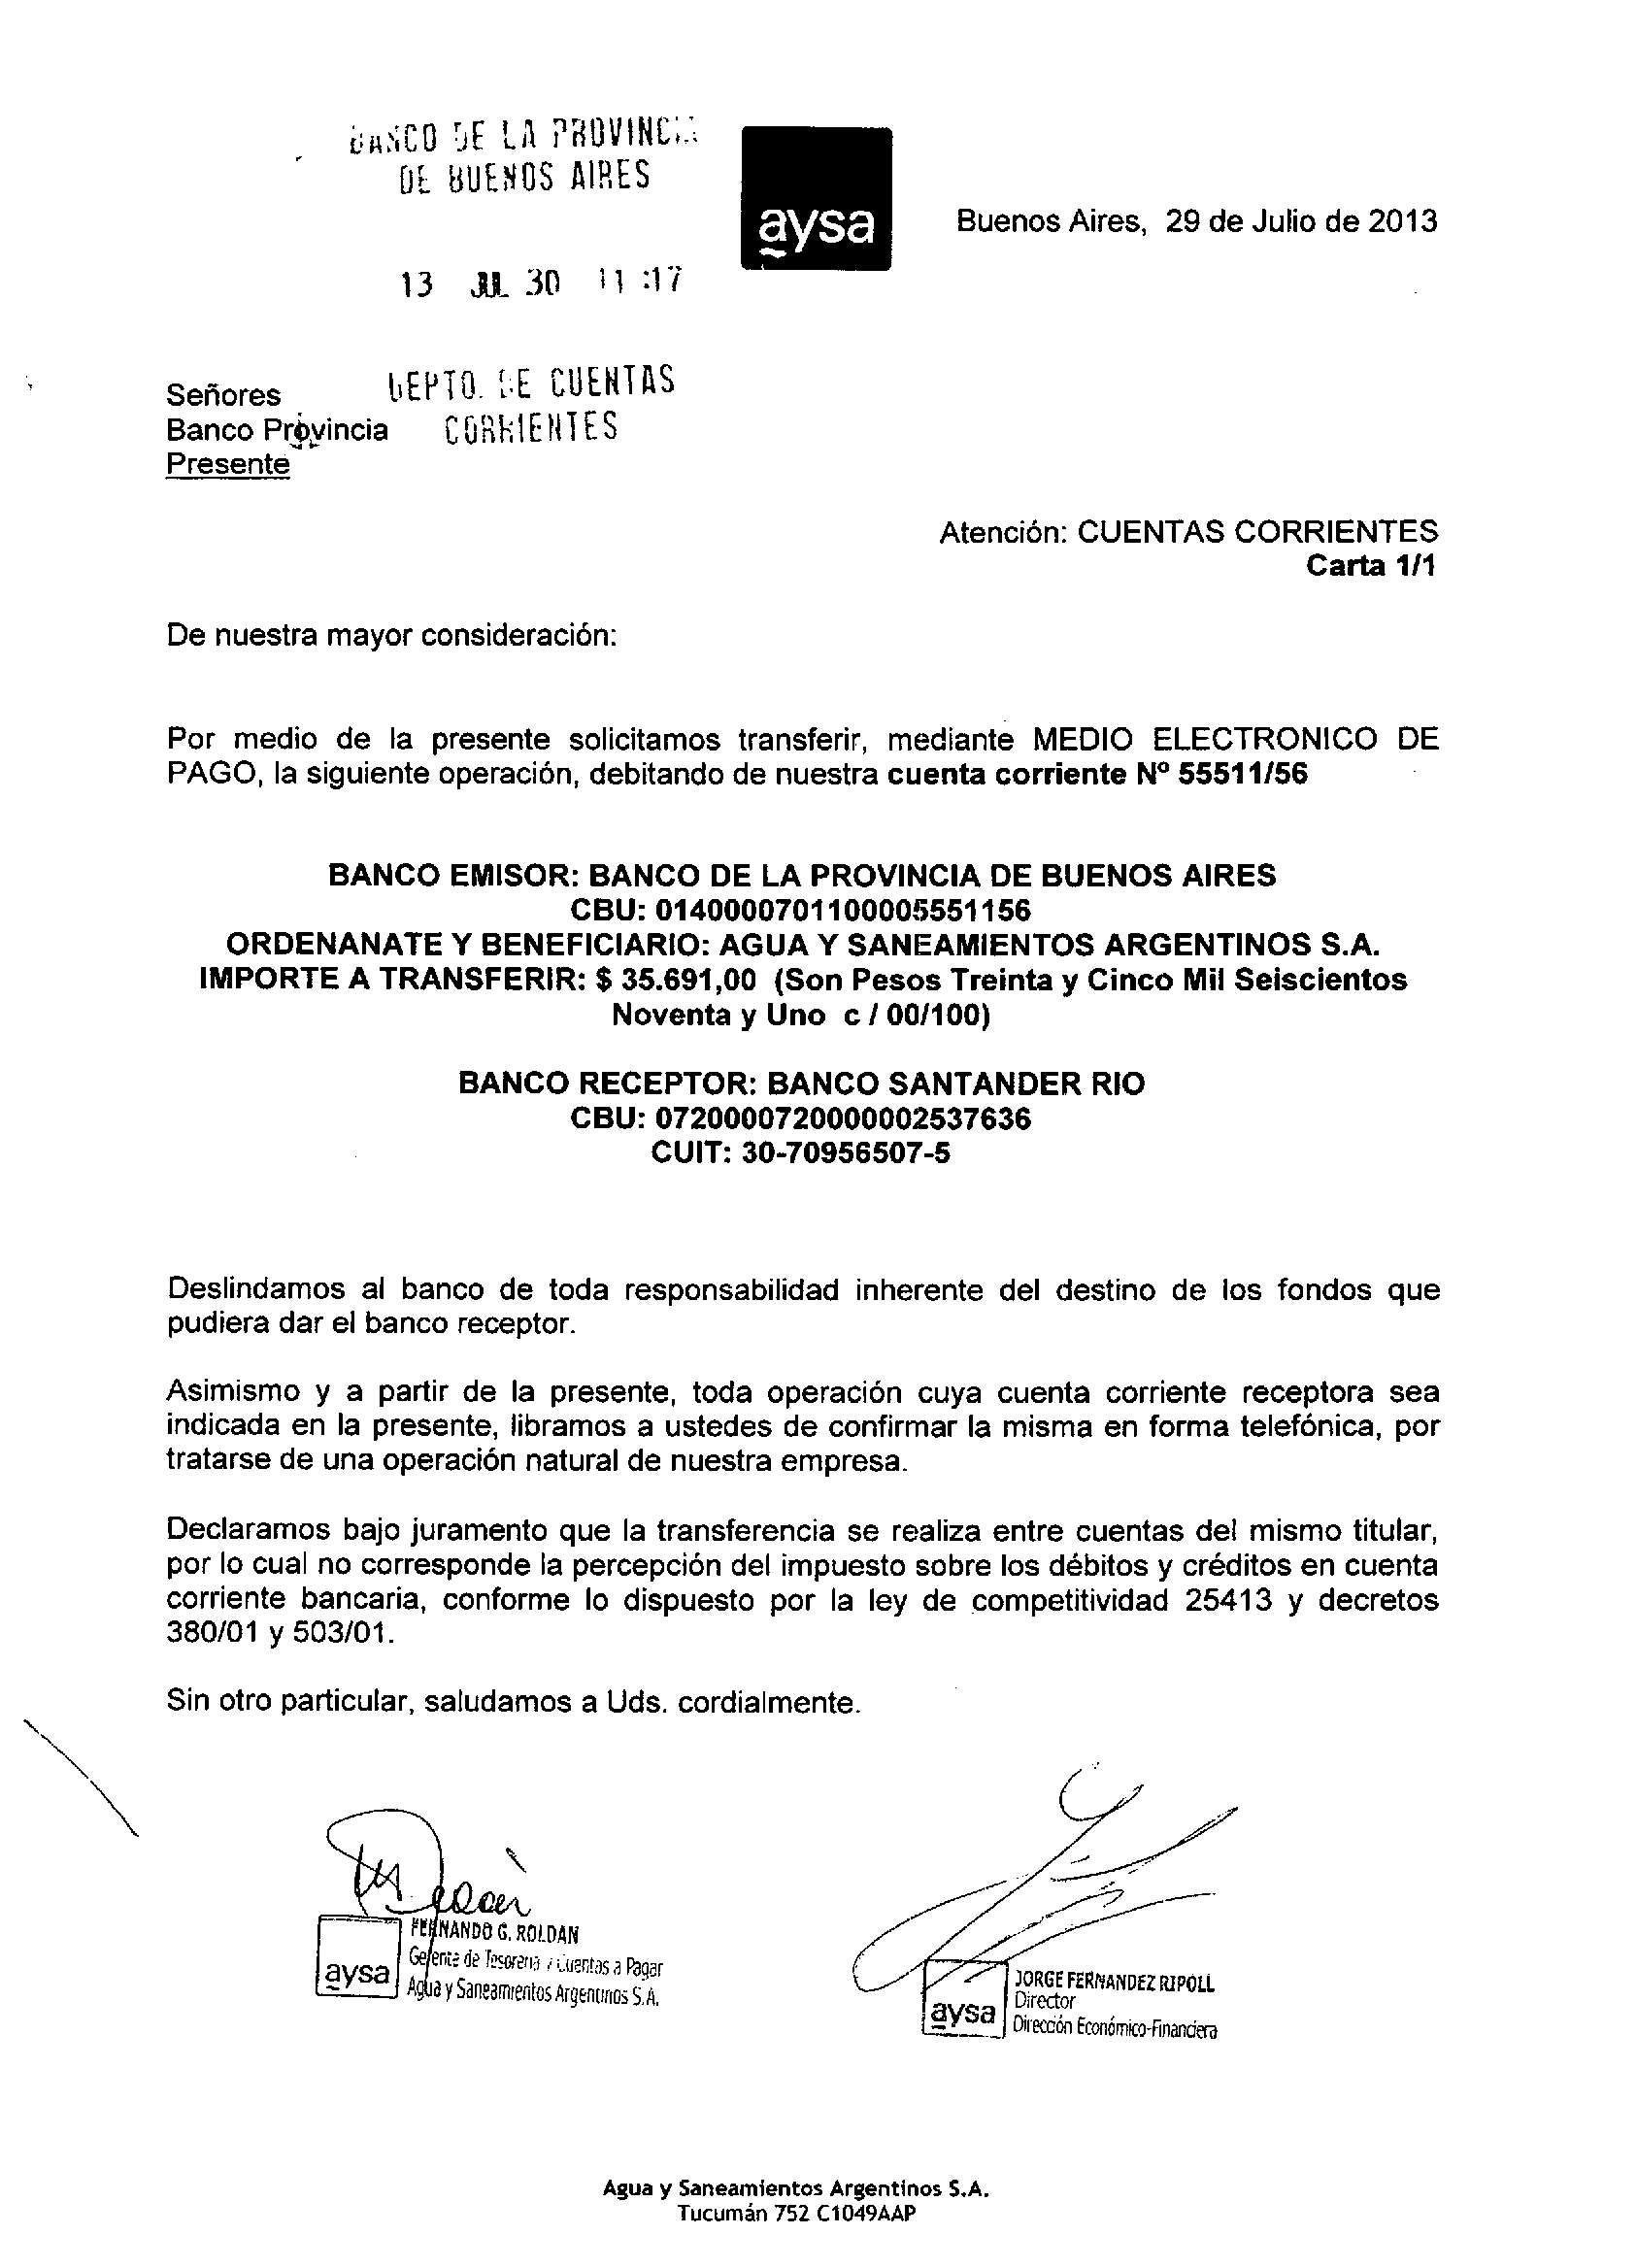 BANCO DE LA PROVINCIA
DE BUENOS AIRES
aysa
Buenos Aires, 29 de Julio de 2013
13 JUL 30 11:17
Señores
DEPTO. DE CUENTAS
Banco Provincia
CORRIENTES
Presente
Atención: CUENTAS CORRIENTES
Carta 1/1
De nuestra mayor consideración:
Por medio de la presente solicitamos transferir, mediante MEDIO ELECTRONICO DE
PAGO, la siguiente operación, debitando de nuestra cuenta corriente Nº 55511/56
BANCO EMISOR: BANCO DE LA PROVINCIA DE BUENOS AIRES
CBU: 0140000701100005551156
ORDENANATE Y BENEFICIARIO: AGUA Y SANEAMIENTOS ARGENTINOS S.A.
IMPORTE A TRANSFERIR: $ 35.691,00 (Son Pesos Treinta y Cinco Mil Seiscientos
Noventa y Uno c / 00/100)
BANCO RECEPTOR: BANCO SANTANDER RIO
CBU: 0720000720000002537636
CUIT: 30-70956507-5
Deslindamos al banco de toda responsabilidad inherente del destino de los fondos que
pudiera dar el banco receptor.
Asimismo y a partir de la presente, toda operación cuya cuenta corriente receptora sea
indicada en la presente, libramos a ustedes de confirmar la misma en forma telefónica, por
tratarse de una operación natural de nuestra empresa.
Declaramos bajo juramento que la transferencia se realiza entre cuentas del mismo titular,
por lo cual no corresponde la percepción del impuesto sobre los débitos y créditos en cuenta
corriente bancaria, conforme lo dispuesto por la ley de competitividad 25413 y decretos
380/01 y 503/01.
Sin otro particular, saludamos a Uds. cordialmente.
FERNANDO G. ROLDAN
Gerente de Tesorería y Cuentas a Pagar
aysa
Agua y Saneamientos Argentinos S.A.
JORGE FERNANDEZ RIPOLL
Director
aysa
Dirección Económico-Financiera
Agua y Saneamientos Argentinos S.A.
Tucumán 752 C1049AAP